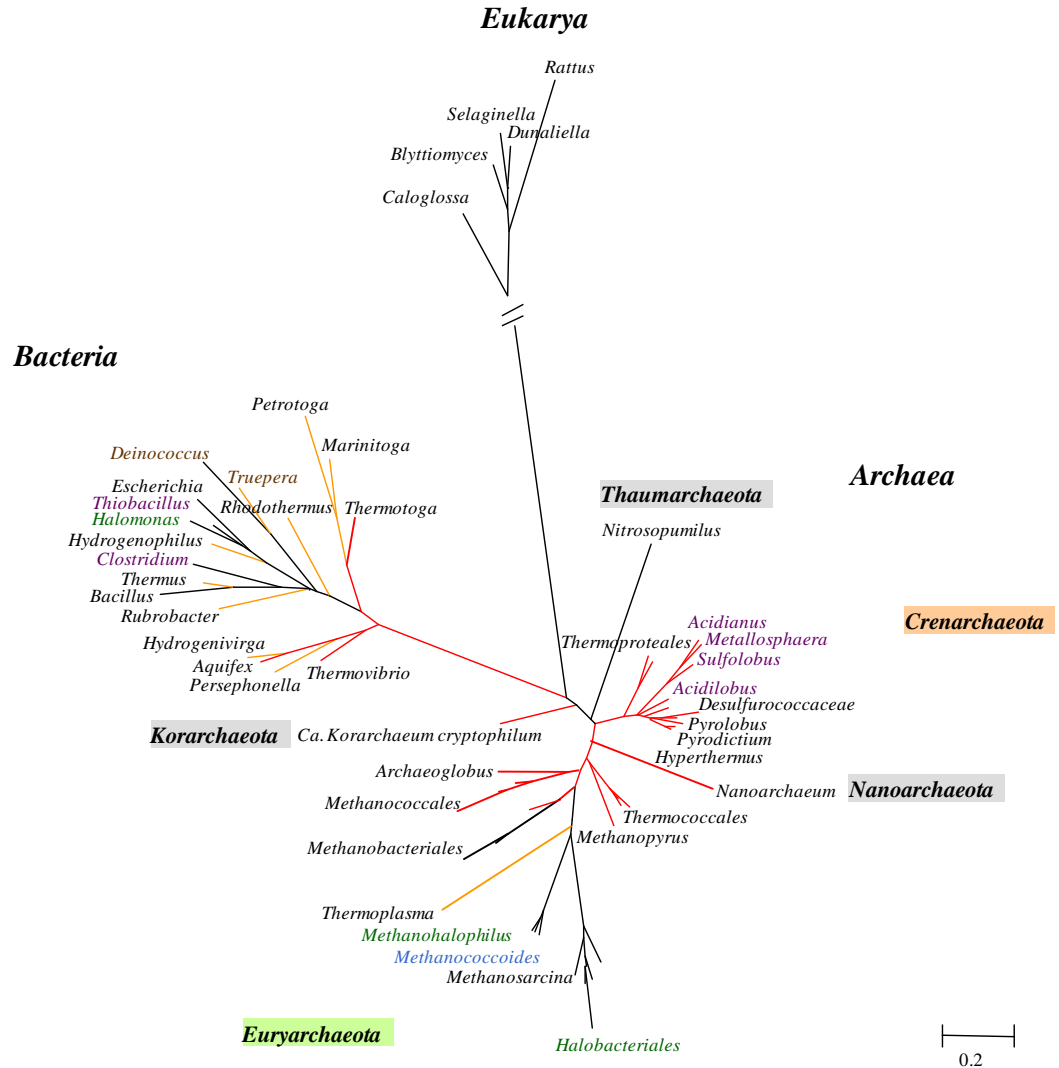 Eukarya
Rattus
Selaginella
Dunaliella
Blyttiomyces
Caloglossa
Bacteria
Petrotoga
Marinitoga
Deinococcus
Truepera
Escherichia
Thiobacillus
Rhodothermus
Thermotoga
Halomonas
Hydrogenophilus
Clostridium
Thermus
Bacillus
Rubrobacter
Hydrogenivirga
Aquifex
Persephonella
Thermovibrio
Archaea
Thaumarchaeota
Nitrosopumilus
Crenarchaeota
Acidianus
Thermoproteales
Metallosphaera
Sulfolobus
Acidilobus
Desulfurococcaceae
Pyrolobus
Pyrodictium
Hyperthermus
Korarchaeota
Ca. Korarchaeum cryptophilum
Archaeoglobus
Nanoarchaeum
Nanoarchaeota
Methanococcales
Thermococcales
Methanopyrus
Methanobacteriales
Thermoplasma
Methanohalophilus
Methanococcoides
Methanosarcina
Euryarchaeota
Halobacteriales
0.2